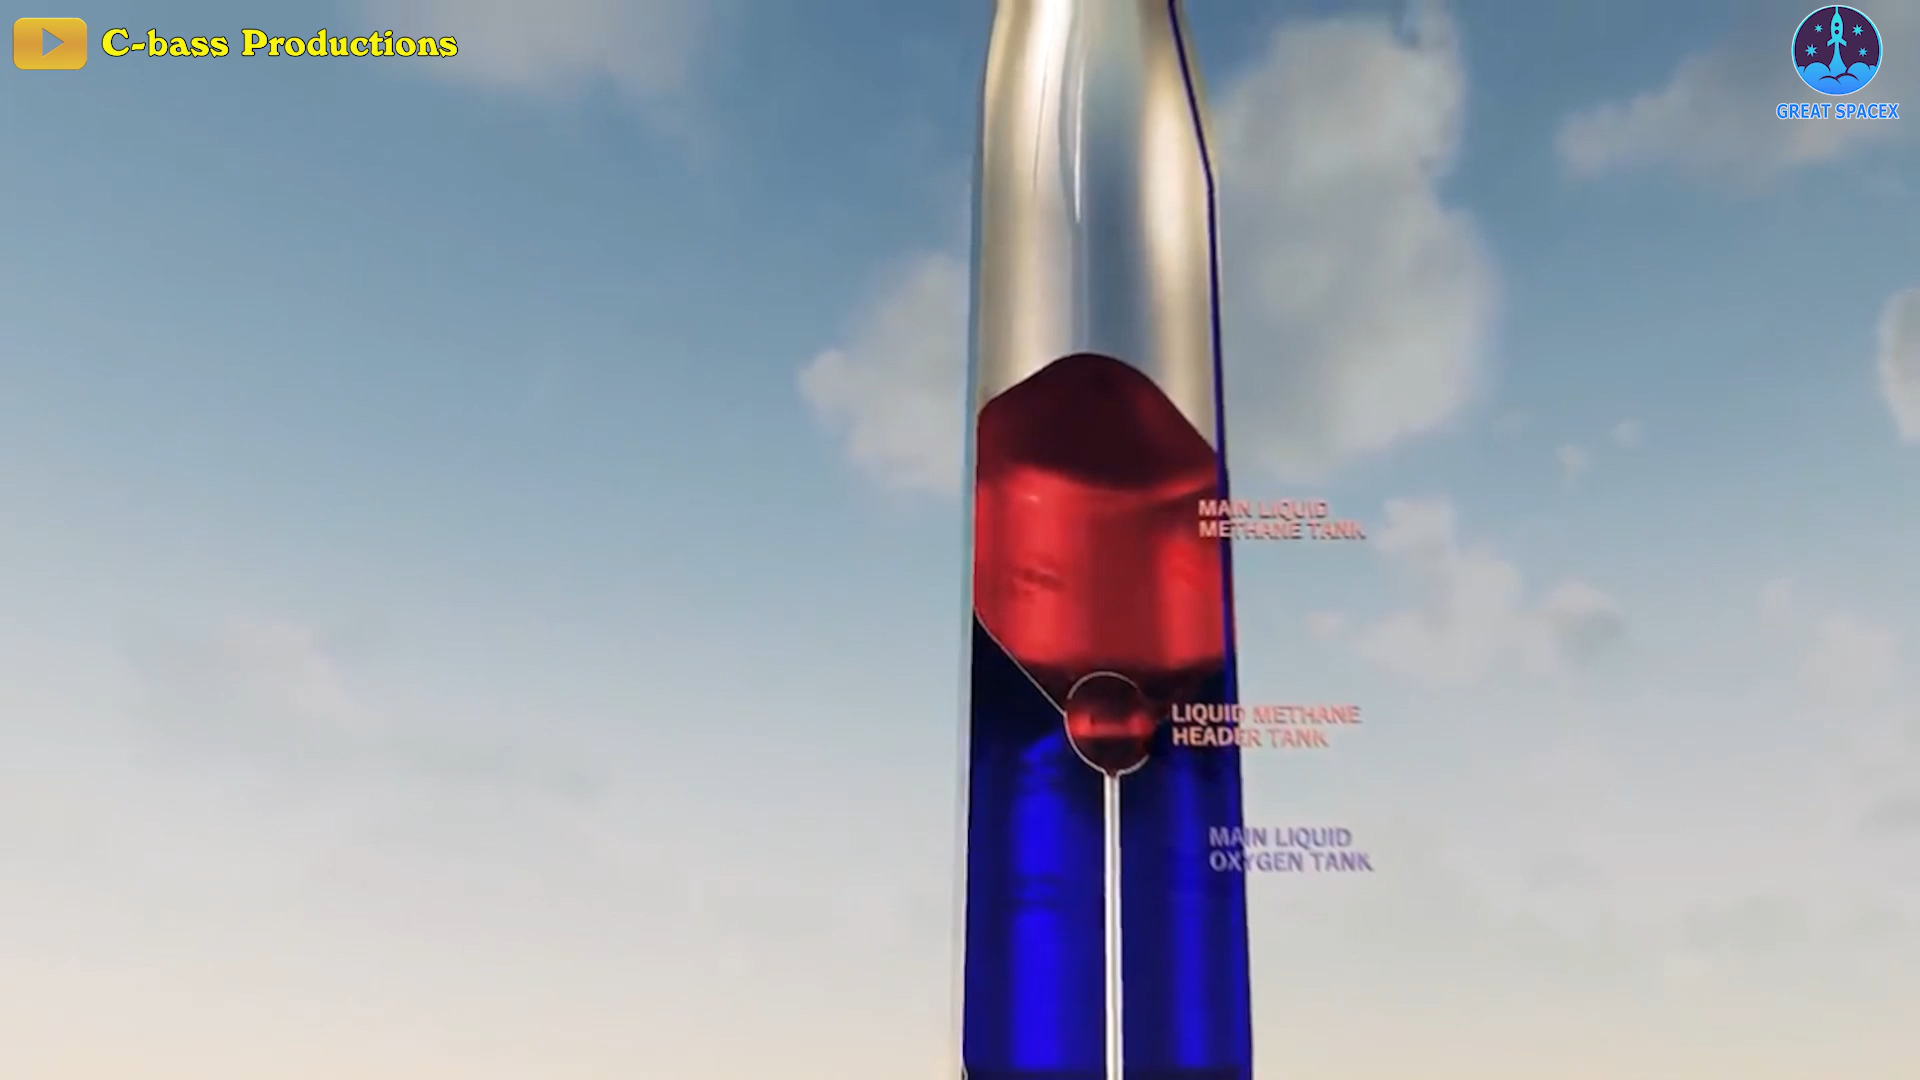 C-bass Productions
GREAT SPACEX
MAIN LIQUID
METHANE TANK
LIQUID METHANE
HEADER TANK
MAIN LIQUID
OXYGEN TANK